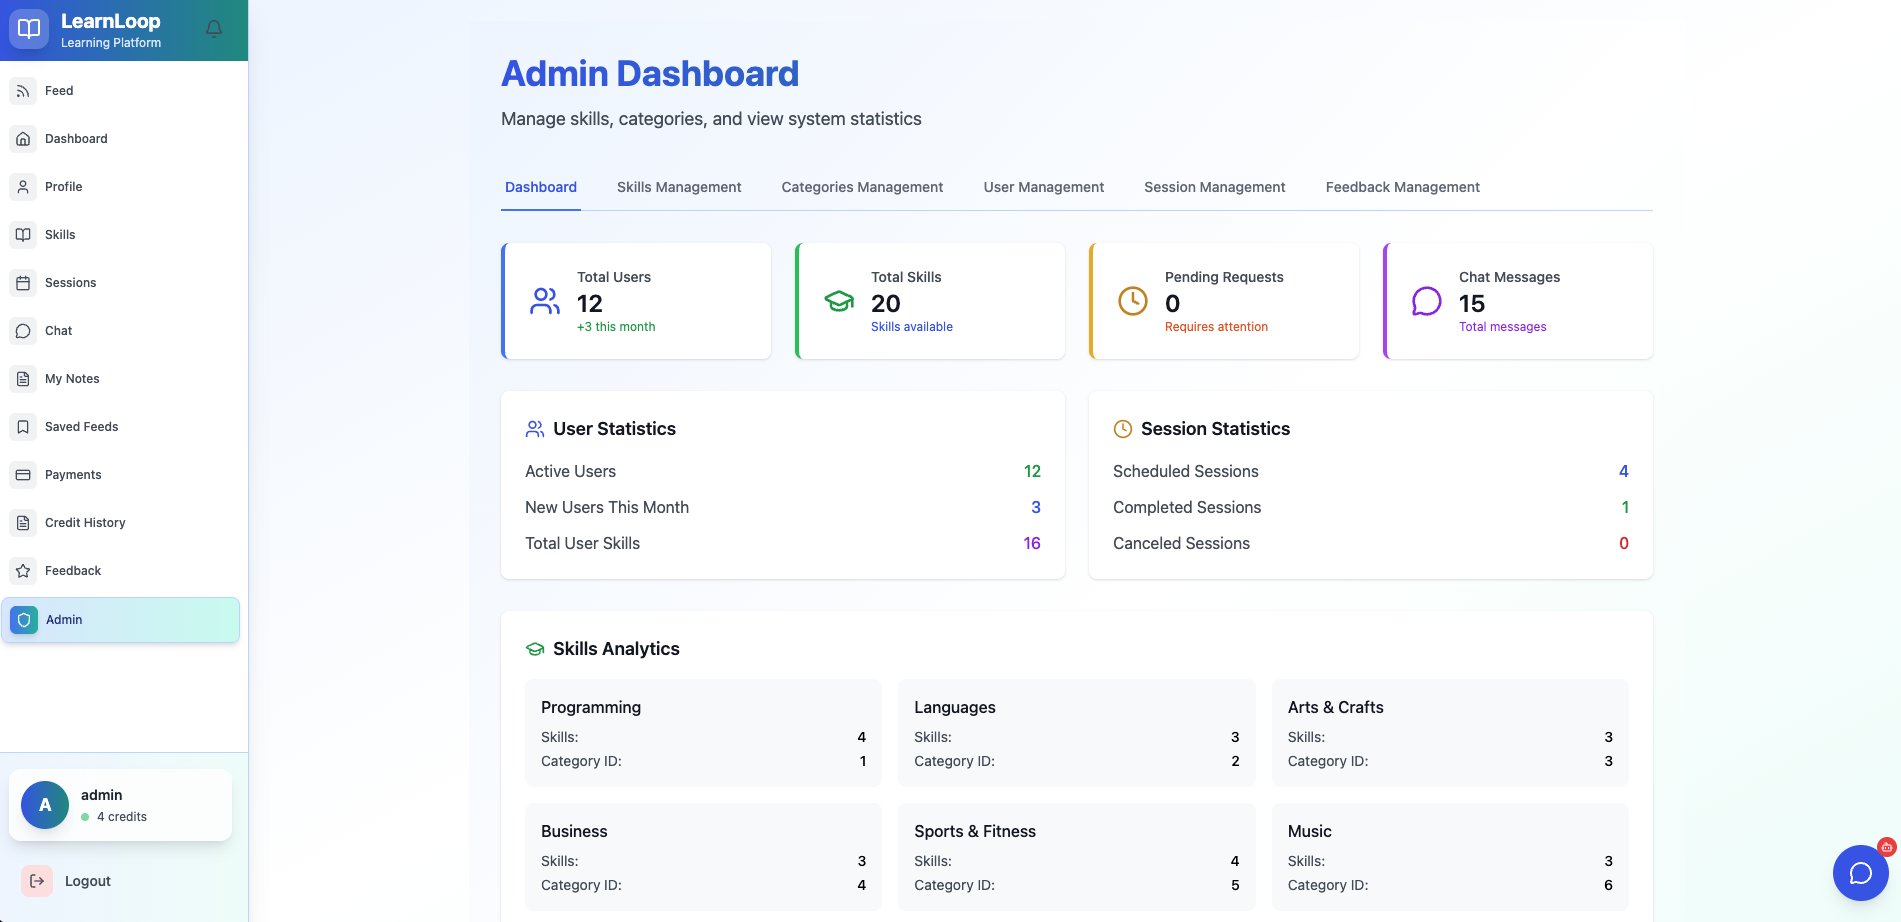 LearnLoop
Learning Platform
Feed
Dashboard
Profile
Skills
Sessions
Chat
My Notes
Saved Feeds
Payments
Credit History
Feedback
Admin
A
admin
4 credits
Logout
Admin Dashboard
Manage skills, categories, and view system statistics
Dashboard Skills Management Categories Management User Management Session Management Feedback Management
Total Users
12
+3 this month
Total Skills
20
Skills available
Pending Requests
0
Requires attention
Chat Messages
15
Total messages
User Statistics
Active Users 12
New Users This Month 3
Total User Skills 16
Session Statistics
Scheduled Sessions 4
Completed Sessions 1
Canceled Sessions 0
Skills Analytics
Programming
Skills: 4
Category ID: 1
Languages
Skills: 3
Category ID: 2
Arts & Crafts
Skills: 3
Category ID: 3
Business
Skills: 3
Category ID: 4
Sports & Fitness
Skills: 4
Category ID: 5
Music
Skills: 3
Category ID: 6